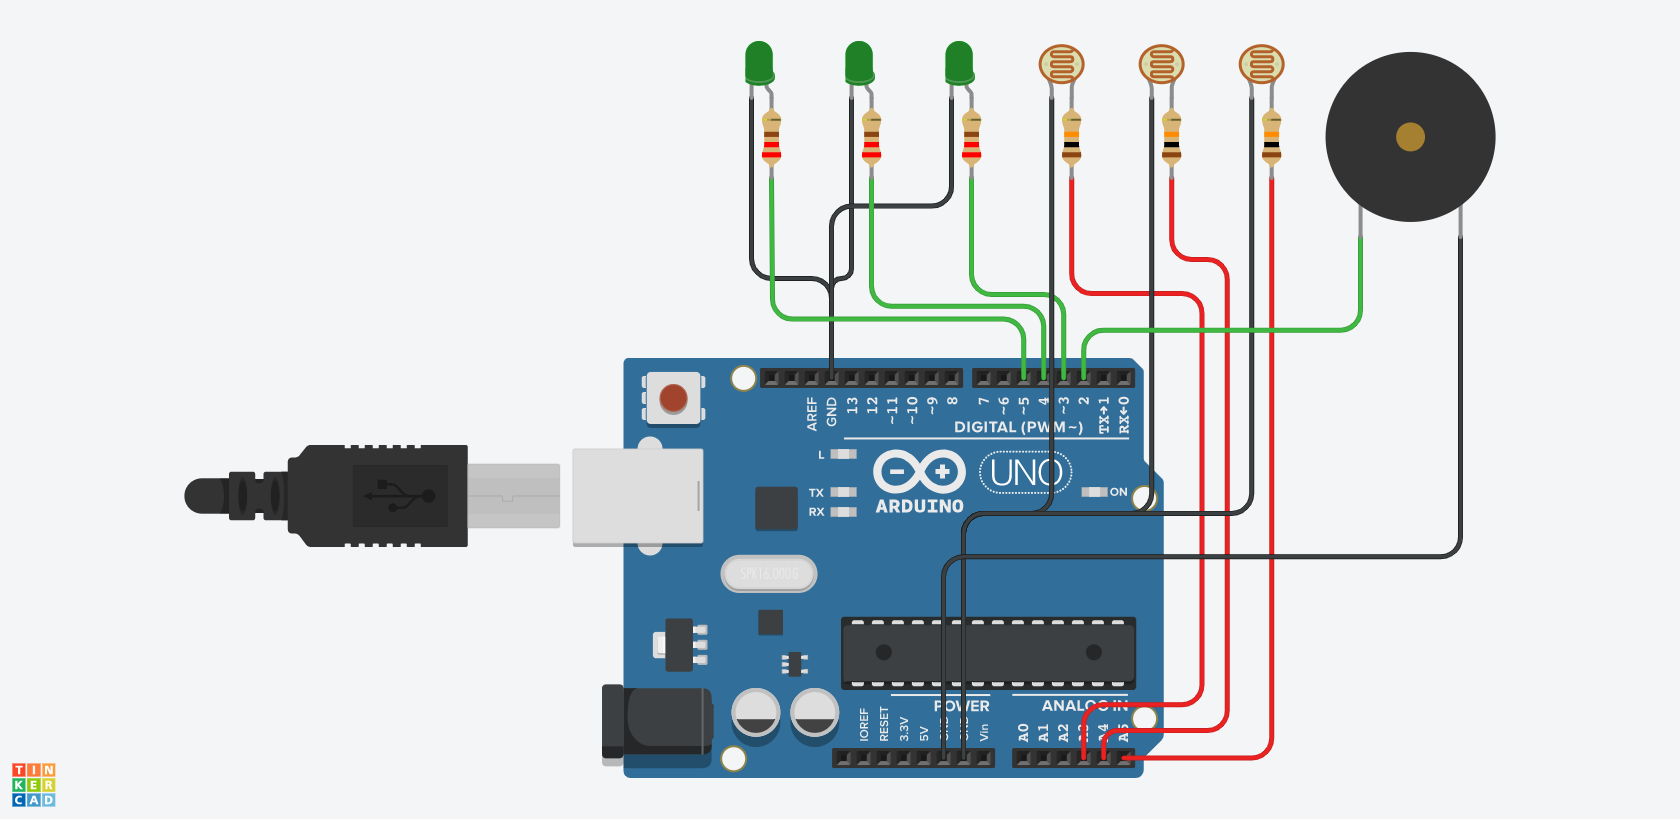 AREF
GND
13
12
~11
~10
~9
8
7
~6
~5
4
~3
2
TX→1
RX←0
DIGITAL (PWM~)
L
TX
RX
ARDUINO
UNO
ON
SPK16.000G
POWER
ANALOG IN
IOREF
RESET
3.3V
5V
GND
GND
Vin
A0
A1
A2
A3
A4
A5
TIN
KER
CAD